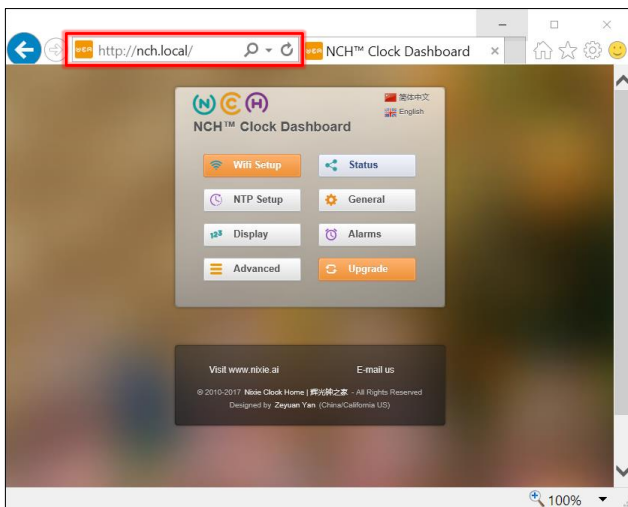 http://nch.local/
NCH NCH™ Clock Dashboard
N C H
简体中文
English
NCH™ Clock Dashboard
Wifi Setup
Status
NTP Setup
General
123 Display
Alarms
Advanced
Upgrade
Visit www.nixie.ai
E-mail us
© 2010-2017 Nixie Clock Home | 辉光钟之家 - All Rights Reserved
Designed by Zeyuan Yan (China/California US)
100%